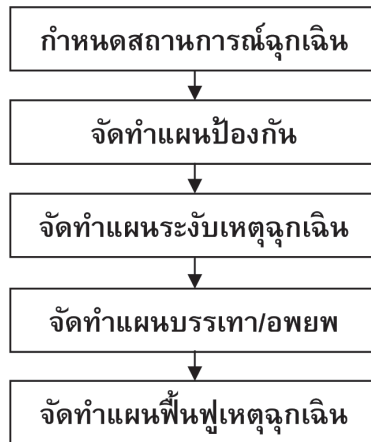 กำหนดสถานการณ์ฉุกเฉิน
จัดทำแผนป้องกัน
จัดทำแผนระงับเหตุฉุกเฉิน
จัดทำแผนบรรเทา/อพยพ
จัดทำแผนฟื้นฟูเหตุฉุกเฉิน